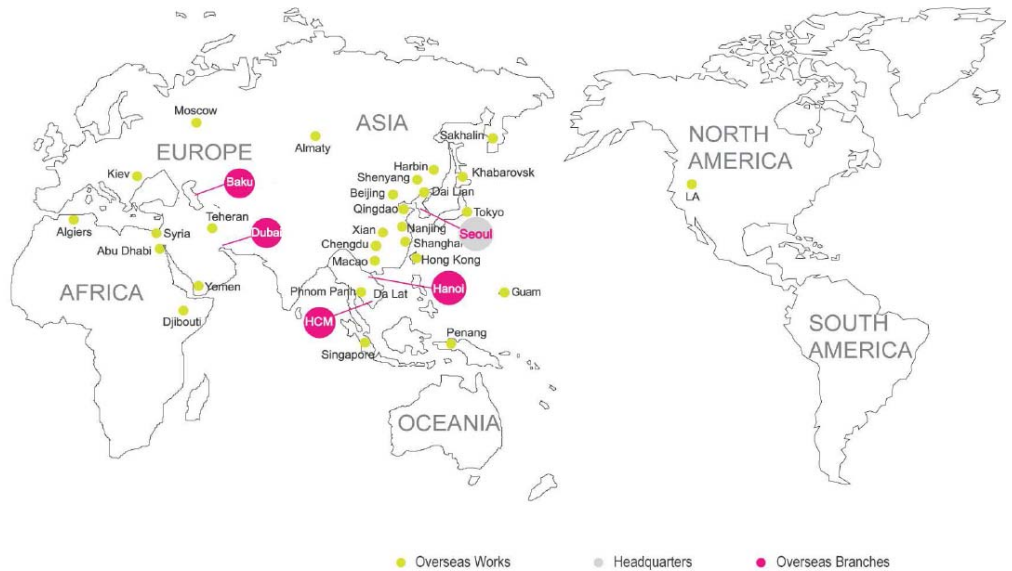 Moscow
ASIA
Sakhalin
NORTH
AMERICA
Almaty
EUROPE
Harbin
Khabarovsk
Kiev
Shenyang
Baku
Beijing
Dai Lian
LA
Qingdao
Tokyo
Teheran
Algiers
Syria
Dubai
Xian
Nanjing
Seoul
Abu Dhabi
Chengdu
Shanghai
Macao
Hong Kong
AFRICA
Yemen
Phnom Panh
Da Lat
Hanoi
Guam
Djibouti
HCM
SOUTH
AMERICA
Penang
Singapore
OCEANIA
Overseas Works
Headquarters
Overseas Branches